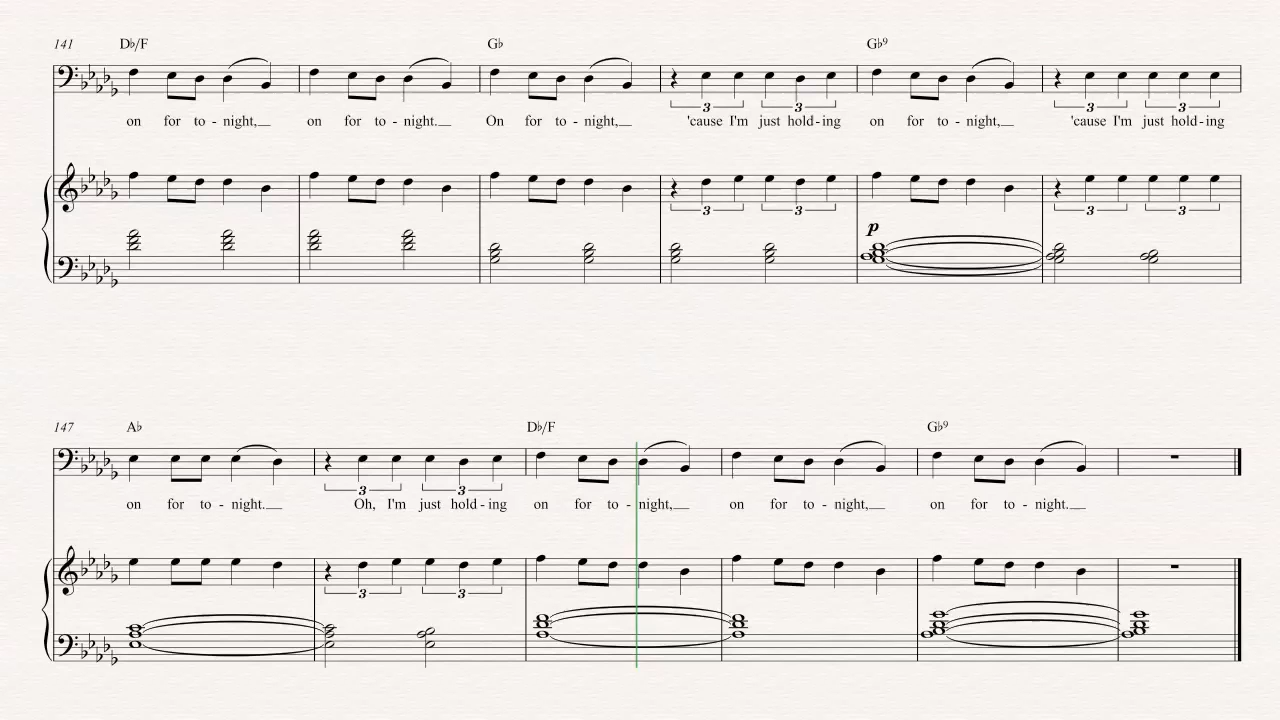 141 D♭/F G♭ G♭9
3 3 3 3
on for to - night, on for to - night. On for to - night, 'cause I'm just hold - ing on for to - night, 'cause I'm just hold - ing
3 3 3 3
p
147 A♭ D♭/F G♭9
3 3
on for to - night. Oh, I'm just hold - ing on for to - night, on for to - night, on for to - night.
3 3